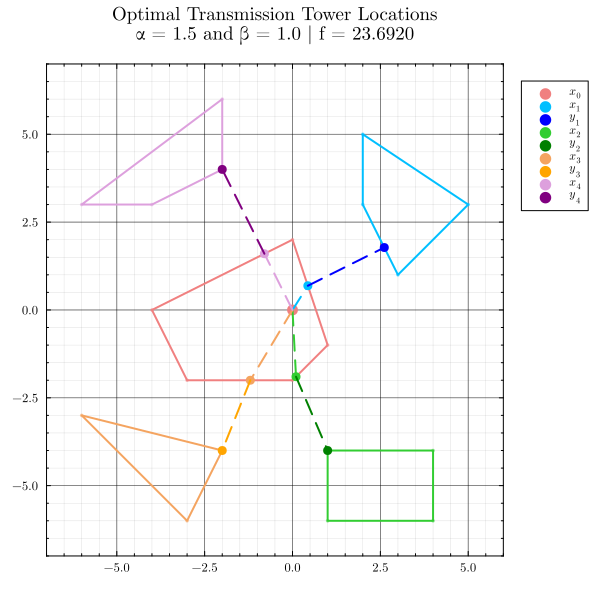 Optimal Transmission Tower Locations
α = 1.5 and β = 1.0 | f = 23.6920
x₀
x₁
y₁
x₂
y₂
x₃
y₃
x₄
y₄
5.0
2.5
0.0
−2.5
−5.0
−5.0 −2.5 0.0 2.5 5.0